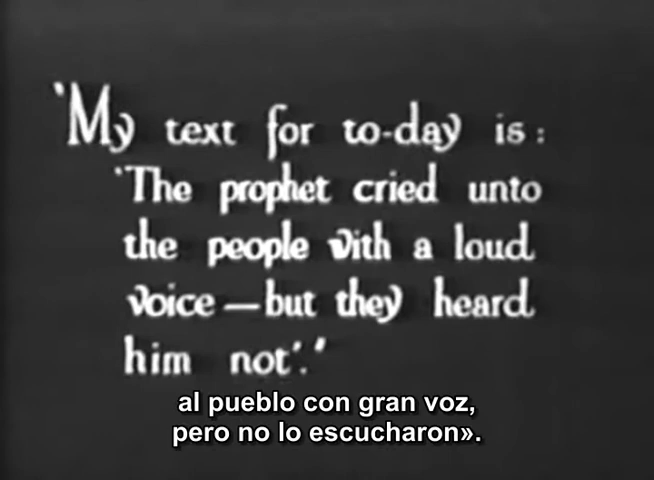 'My text for to-day is:
'The prophet cried unto
the people with a loud
voice—but they heard
him not'.'
al pueblo con gran voz,
pero no lo escucharon».